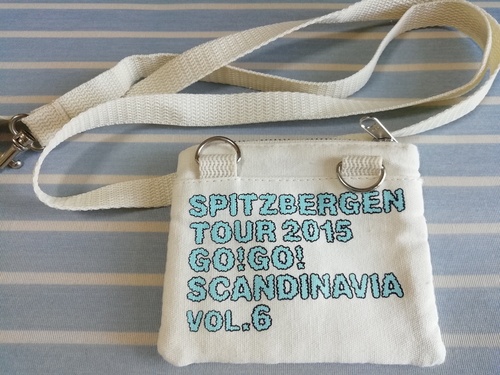 SPITZBERGEN
TOUR 2015
GO!GO!
SCANDINAVIA
VOL.6